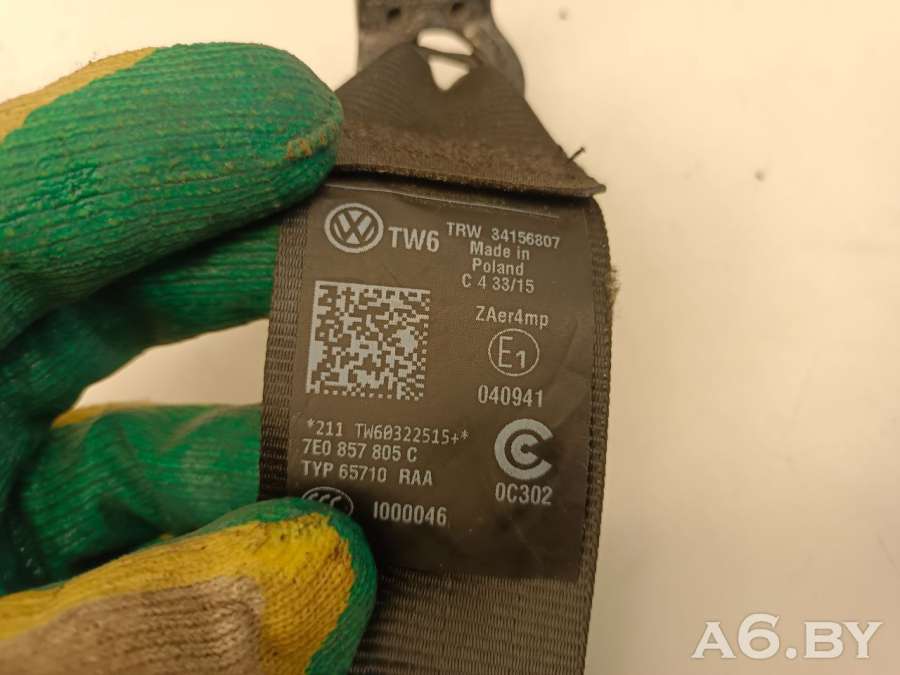 TW6
TRW 34156807
Made in
Poland
C 4 33/15
ZAer4mp
E1
040941
*211 TW60322515+*
7E0 857 805 C
TYP 65710 RAA
0C302
CCC
I000046
A6.BY